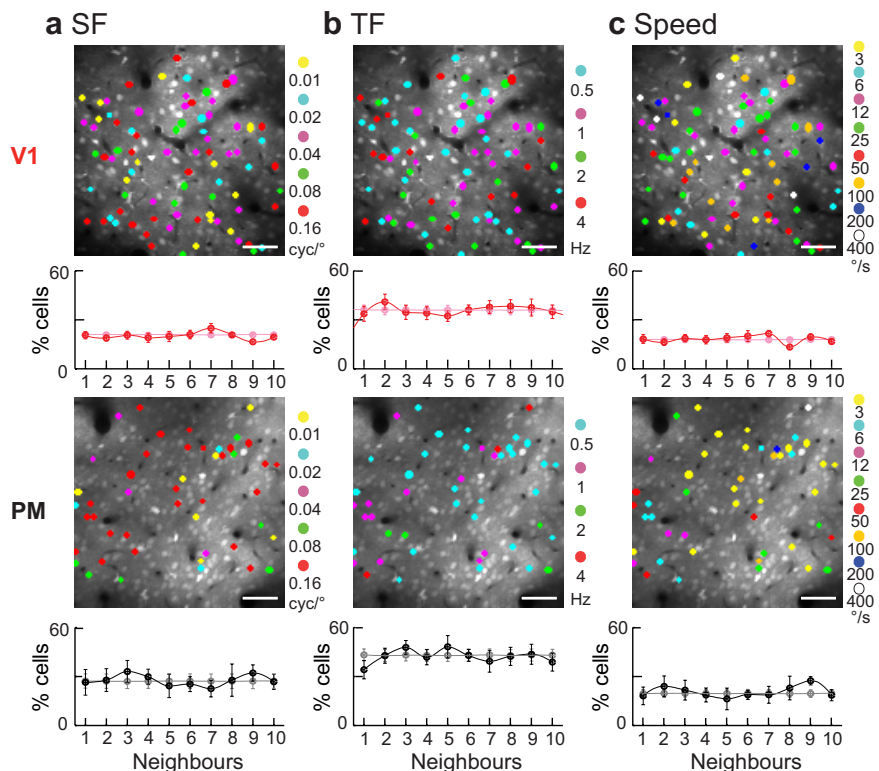 a SF
b TF
c Speed
V1
0.01
0.02
0.04
0.08
0.16
cyc/°
0.5
1
2
4
Hz
3
6
12
25
50
100
200
400
°/s
60
% cells
0
1 2 3 4 5 6 7 8 9 10
60
% cells
0
1 2 3 4 5 6 7 8 9 10
60
% cells
0
1 2 3 4 5 6 7 8 9 10
PM
0.01
0.02
0.04
0.08
0.16
cyc/°
0.5
1
2
4
Hz
3
6
12
25
50
100
200
400
°/s
60
% cells
0
1 2 3 4 5 6 7 8 9 10
Neighbours
60
% cells
0
1 2 3 4 5 6 7 8 9 10
Neighbours
60
% cells
0
1 2 3 4 5 6 7 8 9 10
Neighbours